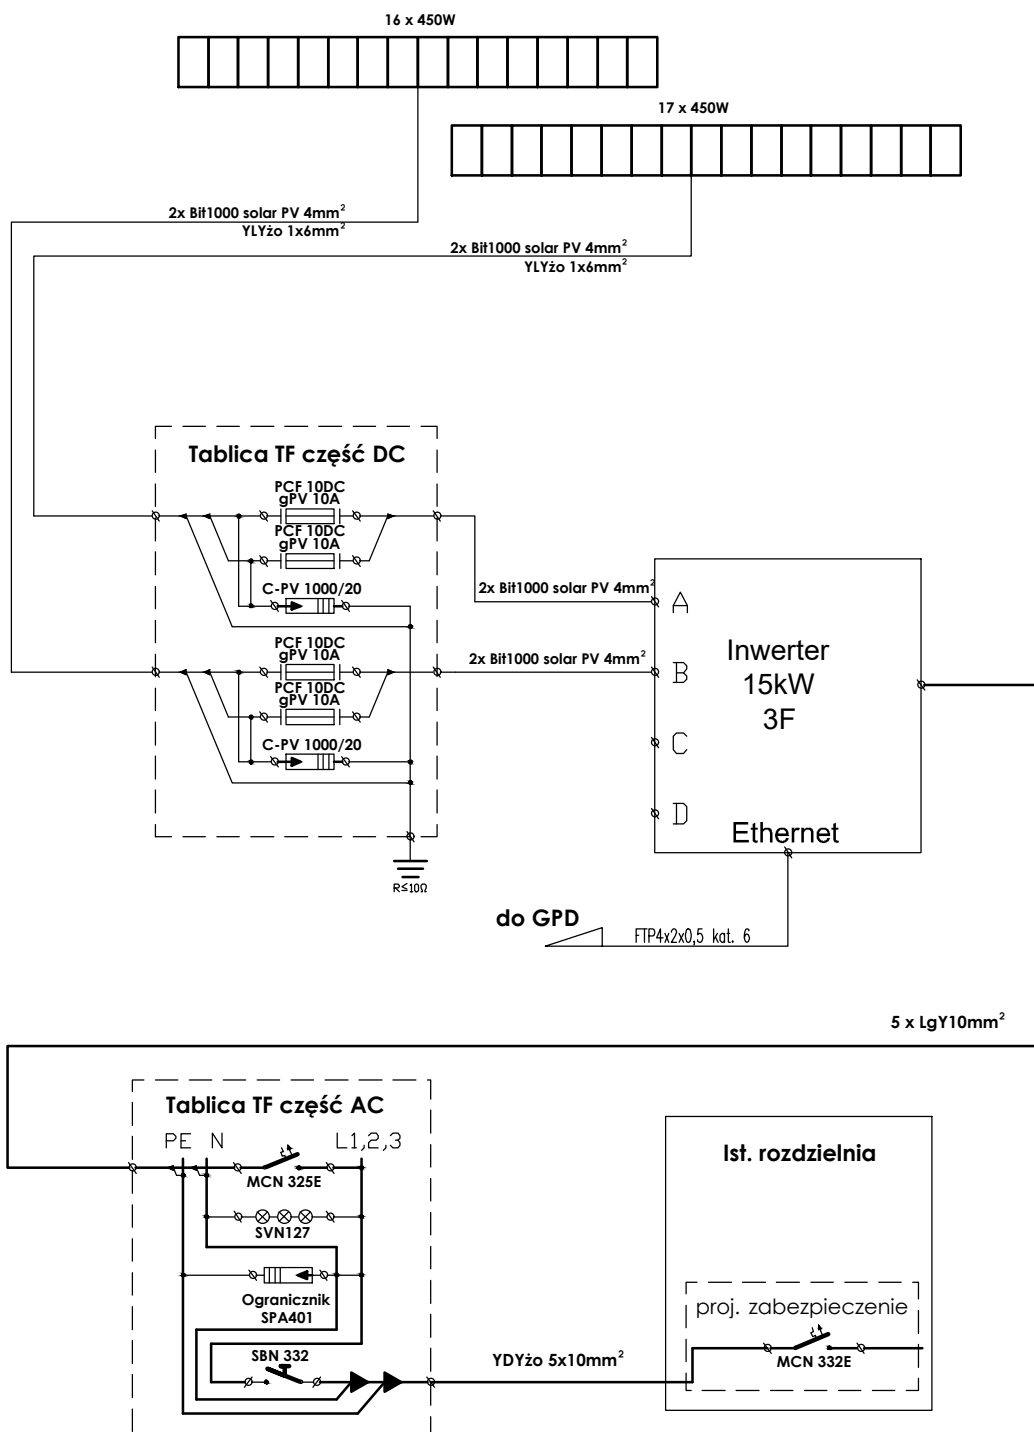 16 x 450W
17 x 450W
2x Bit1000 solar PV 4mm²
YLYżo 1x6mm²
2x Bit1000 solar PV 4mm²
YLYżo 1x6mm²
Tablica TF część DC
PCF 10DC
gPV 10A
PCF 10DC
gPV 10A
C-PV 1000/20
PCF 10DC
gPV 10A
PCF 10DC
gPV 10A
C-PV 1000/20
R≤10Ω
2x Bit1000 solar PV 4mm²
2x Bit1000 solar PV 4mm²
A
B
C
D
Inwerter
15kW
3F
Ethernet
do GPD
FTP4x2x0,5 kat. 6
5 x LgY10mm²
Tablica TF część AC
PE N L1,2,3
MCN 325E
SVN127
Ogranicznik
SPA401
SBN 332
YDYżo 5x10mm²
Ist. rozdzielnia
proj. zabezpieczenie
MCN 332E